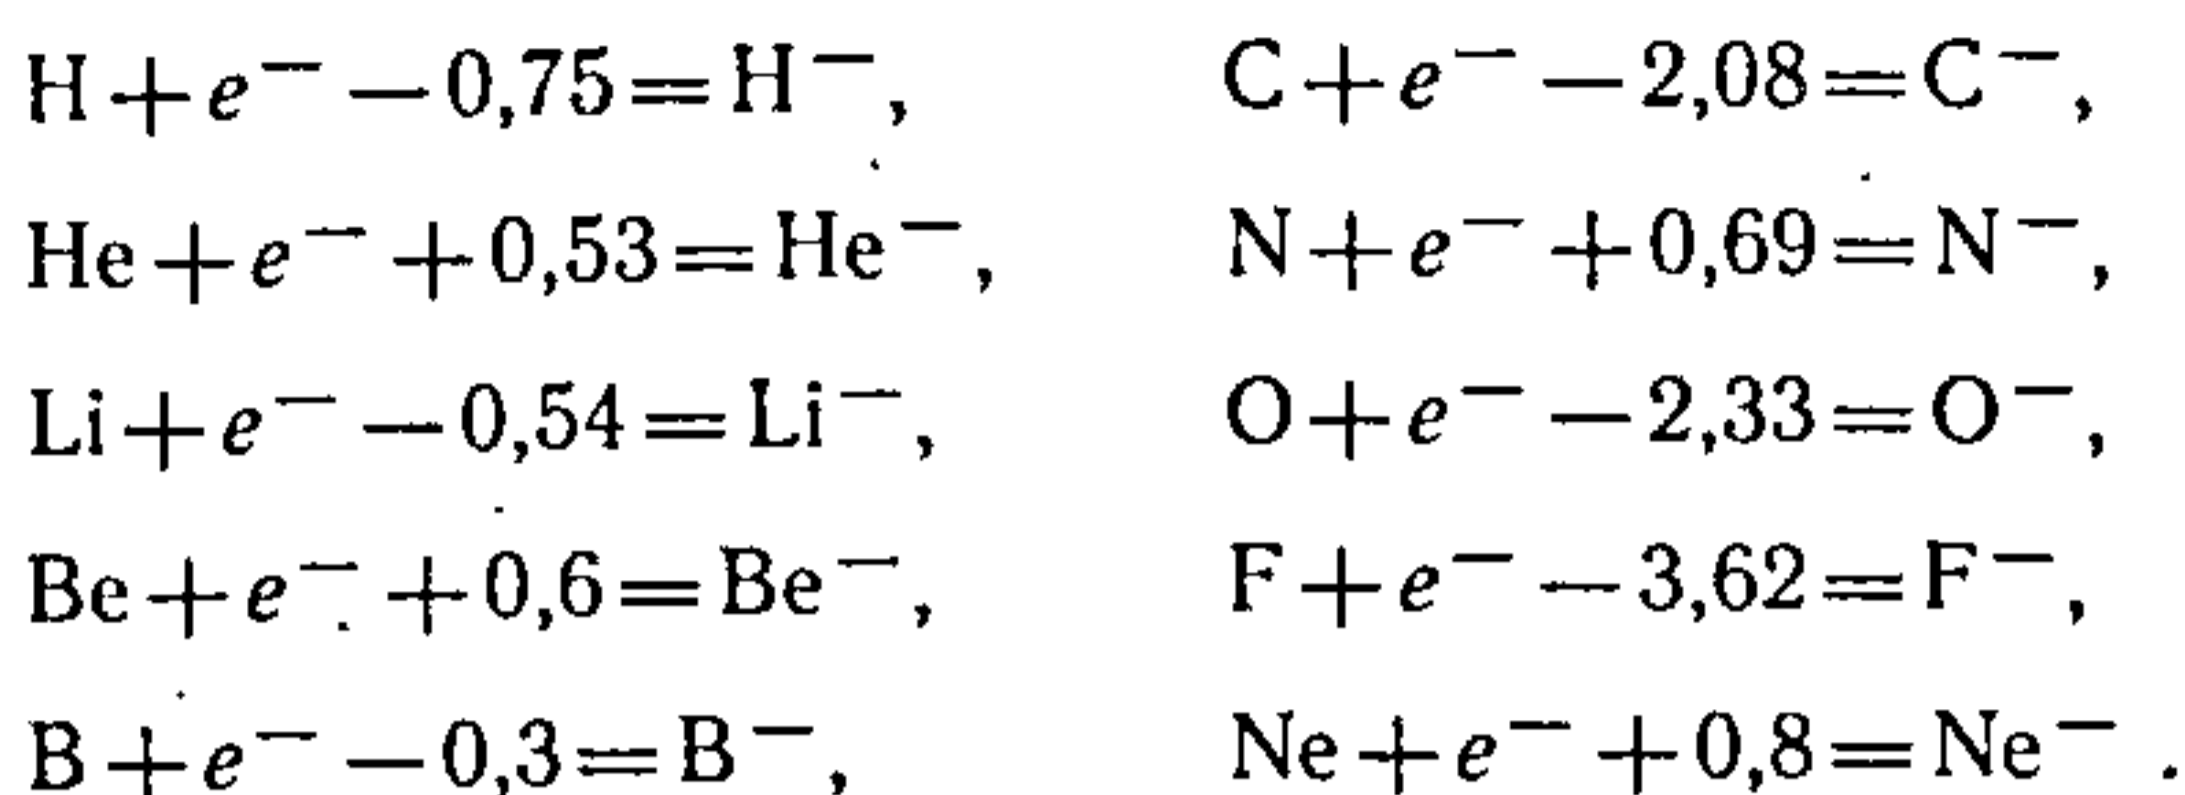 H + e⁻ — 0,75 = H⁻,
He + e⁻ + 0,53 = He⁻,
Li + e⁻ — 0,54 = Li⁻,
Be + e⁻ + 0,6 = Be⁻,
B + e⁻ — 0,3 = B⁻,
C + e⁻ — 2,08 = C⁻,
N + e⁻ + 0,69 = N⁻,
O + e⁻ — 2,33 = O⁻,
F + e⁻ — 3,62 = F⁻,
Ne + e⁻ + 0,8 = Ne⁻.